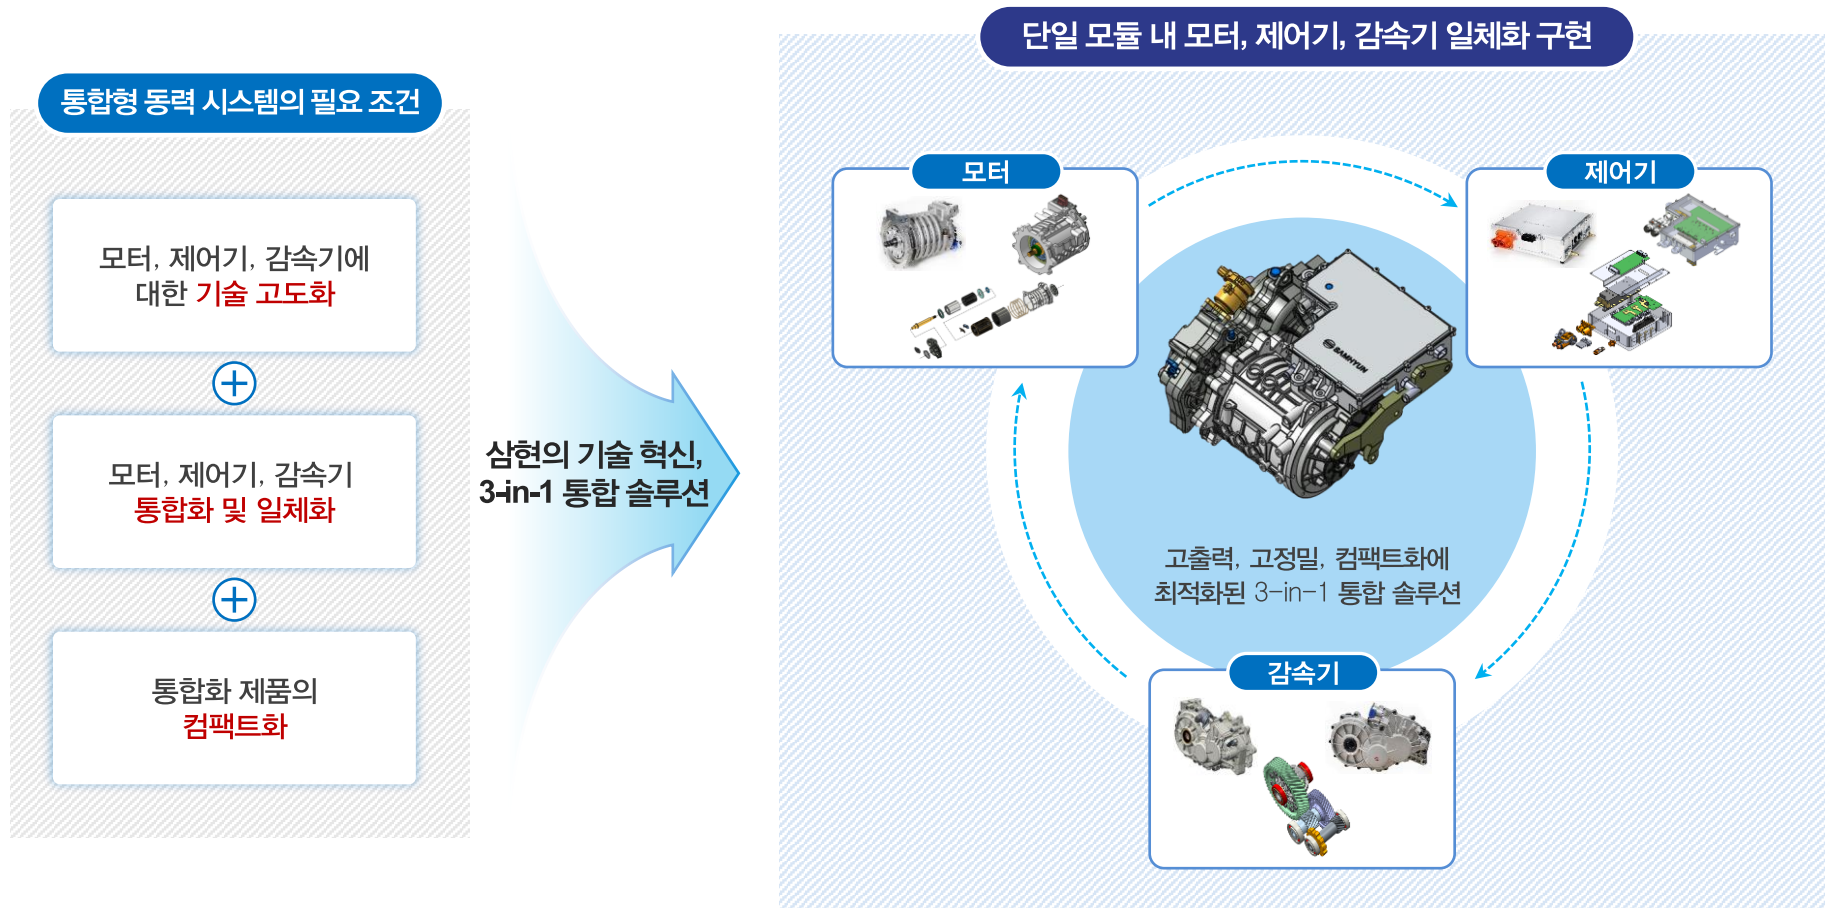 통합형 동력 시스템의 필요 조건
모터, 제어기, 감속기에
대한 기술 고도화
모터, 제어기, 감속기
통합화 및 일체화
통합화 제품의
컴팩트화
삼현의 기술 혁신,
3-in-1 통합 솔루션
단일 모듈 내 모터, 제어기, 감속기 일체화 구현
모터
제어기
SAMHYUN
고출력, 고정밀, 컴팩트화에
최적화된 3-in-1 통합 솔루션
감속기